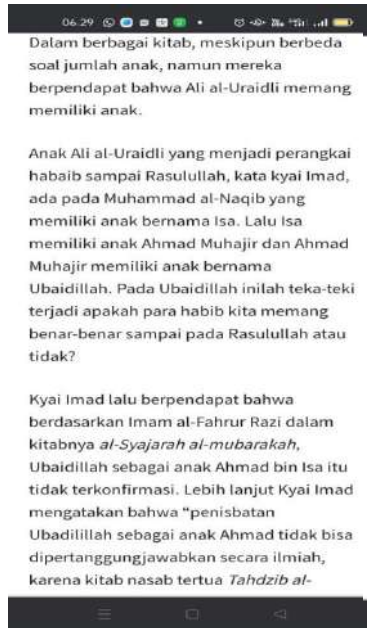 06.29
Dalam berbagai kitab, meskipun berbeda
soal jumlah anak, namun mereka
berpendapat bahwa Ali al-Uraidli memang
memiliki anak.
Anak Ali al-Uraidli yang menjadi perangkai
habaib sampai Rasulullah, kata kyai Imad,
ada pada Muhammad al-Naqib yang
memiliki anak bernama Isa. Lalu Isa
memiliki anak Ahmad Muhajir dan Ahmad
Muhajir memiliki anak bernama
Ubaidillah. Pada Ubaidillah inilah teka-teki
terjadi apakah para habib kita memang
benar-benar sampai pada Rasulullah atau
tidak?
Kyai Imad lalu berpendapat bahwa
berdasarkan Imam al-Fahrur Razi dalam
kitabnya al-Syajarah al-mubarakah,
Ubaidillah sebagai anak Ahmad bin Isa itu
tidak terkonfirmasi. Lebih lanjut Kyai Imad
mengatakan bahwa "penisbatan
Ubadilillah sebagai anak Ahmad tidak bisa
dipertanggungjawabkan secara ilmiah,
karena kitab nasab tertua Tahdzib al-